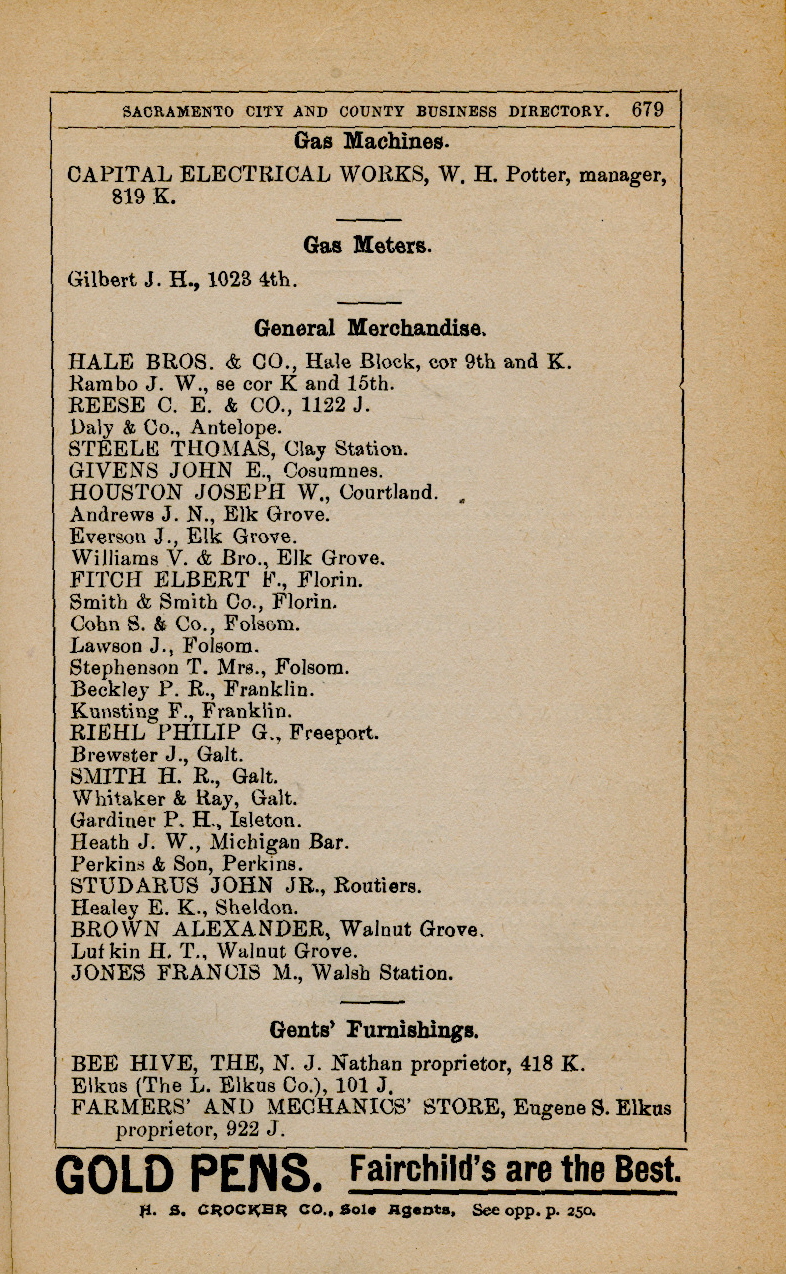 SACRAMENTO CITY AND COUNTY BUSINESS DIRECTORY. 679
Gas Machines.
CAPITAL ELECTRICAL WORKS, W. H. Potter, manager,
819 K.
Gas Meters.
Gilbert J. H., 1023 4th.
General Merchandise.
HALE BROS. & CO., Hale Block, cor 9th and K.
Rambo J. W., se cor K and 15th.
REESE C. E. & CO., 1122 J.
Daly & Co., Antelope.
STEELE THOMAS, Clay Station.
GIVENS JOHN E., Cosumnes.
HOUSTON JOSEPH W., Courtland.
Andrews J. N., Elk Grove.
Everson J., Elk Grove.
Williams V. & Bro., Elk Grove.
FITCH ELBERT F., Florin.
Smith & Smith Co., Florin.
Cohn S. & Co., Folsom.
Lawson J., Folsom.
Stephenson T. Mrs., Folsom.
Beckley P. R., Franklin.
Kunsting F., Franklin.
RIEHL PHILIP G., Freeport.
Brewster J., Galt.
SMITH H. R., Galt.
Whitaker & Ray, Galt.
Gardiner P. H., Isleton.
Heath J. W., Michigan Bar.
Perkins & Son, Perkins.
STUDARUS JOHN JR., Routiers.
Healey E. K., Sheldon.
BROWN ALEXANDER, Walnut Grove.
Lufkin H. T., Walnut Grove.
JONES FRANCIS M., Walsh Station.
Gents' Furnishings.
BEE HIVE, THE, N. J. Nathan proprietor, 418 K.
Elkus (The L. Elkus Co.), 101 J.
FARMERS' AND MECHANICS' STORE, Eugene S. Elkus
proprietor, 922 J.
GOLD PENS. Fairchild's are the Best.
H. S. CROCKER CO., Sole Agents, See opp. p. 250.